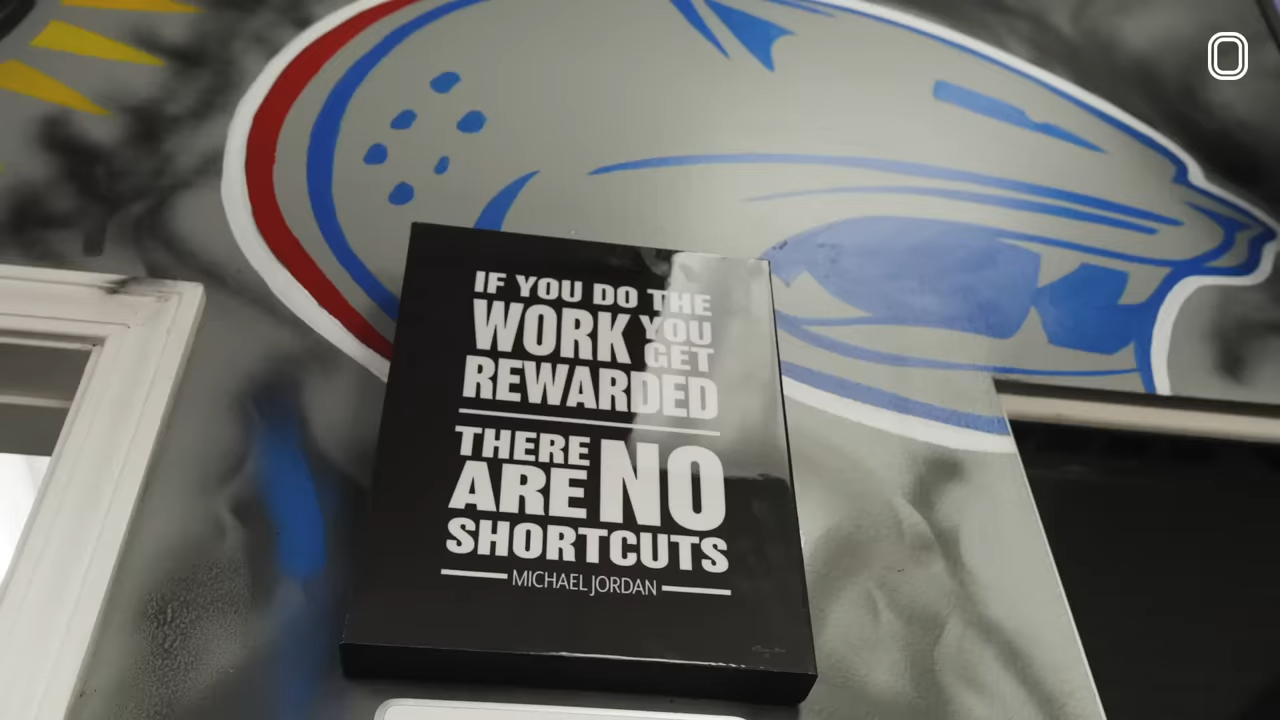 IF YOU DO THE
WORK YOU GET
REWARDED
THERE
ARE NO
SHORTCUTS
MICHAEL JORDAN